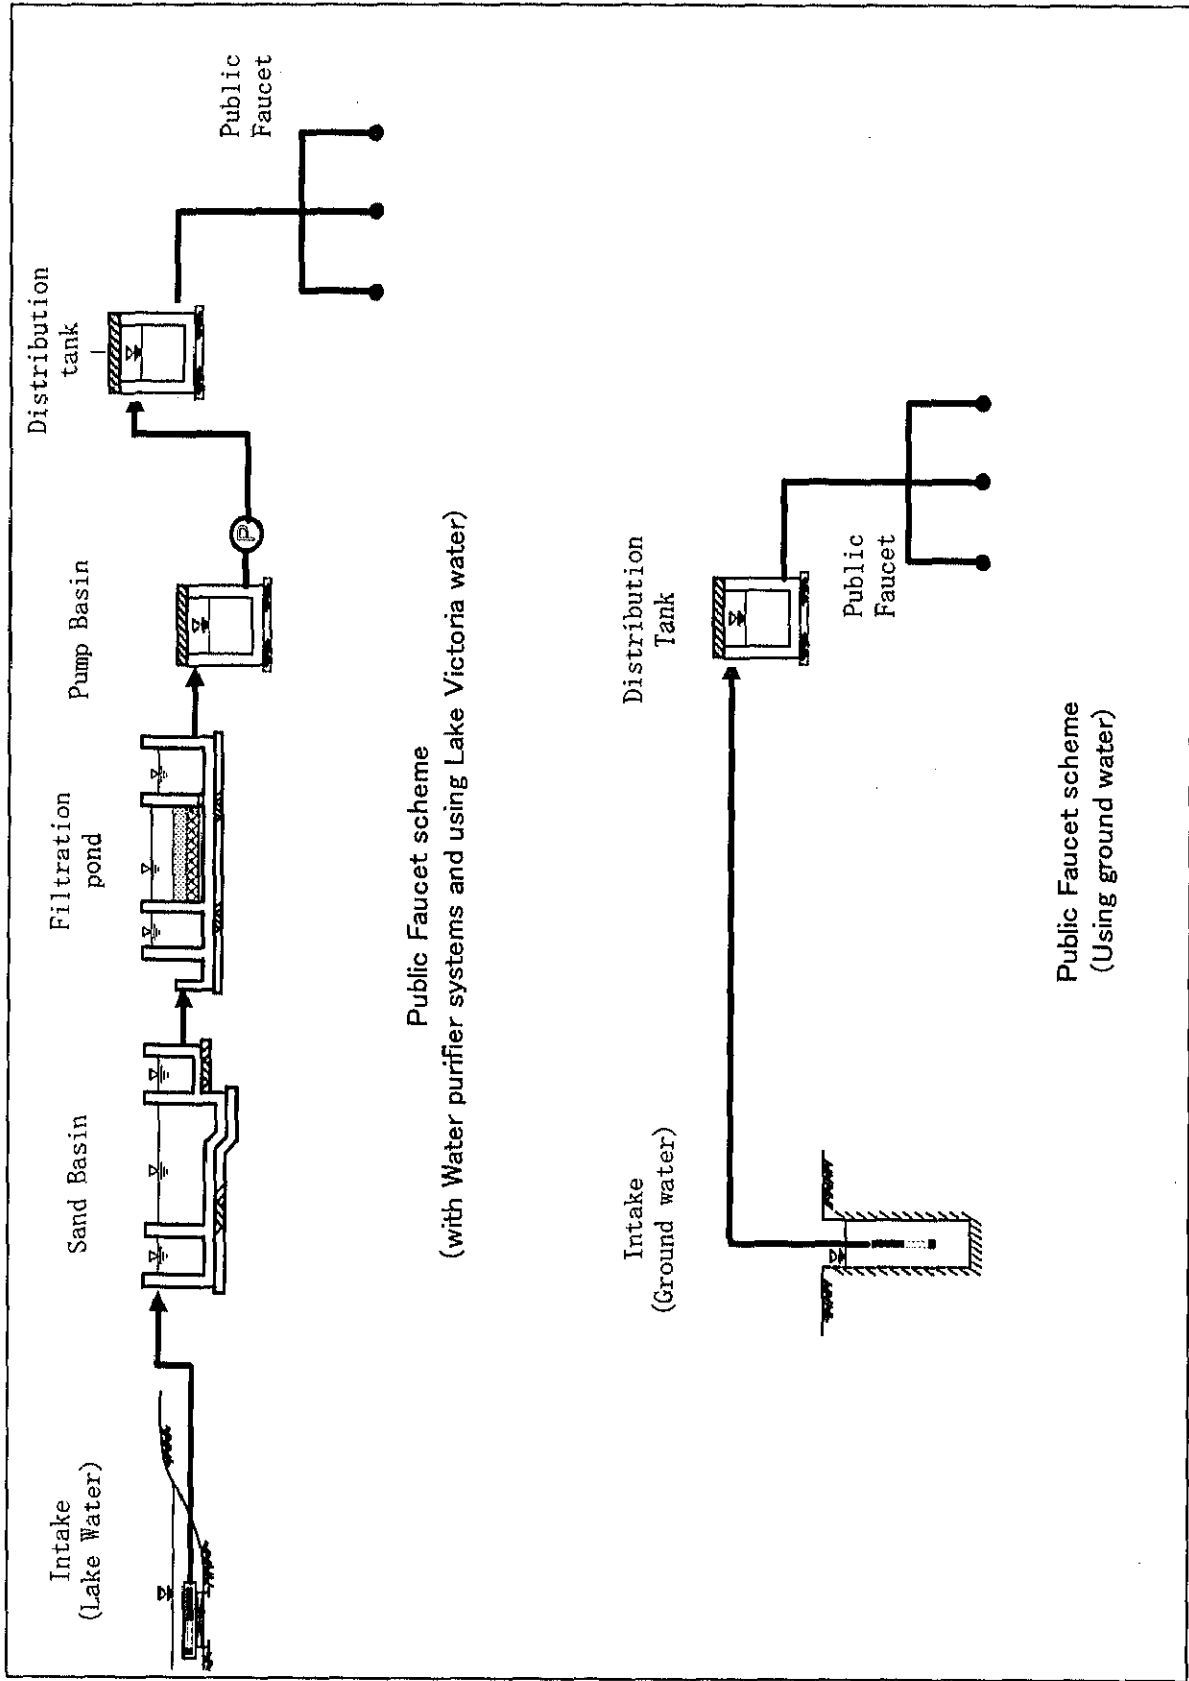 Intake
(Lake Water)
Sand Basin
Filtration
pond
Pump Basin
P
Distribution
tank
Public
Faucet
Public Faucet scheme
(with Water purifier systems and using Lake Victoria water)
Intake
(Ground water)
Distribution
Tank
Public
Faucet
Public Faucet scheme
(Using ground water)